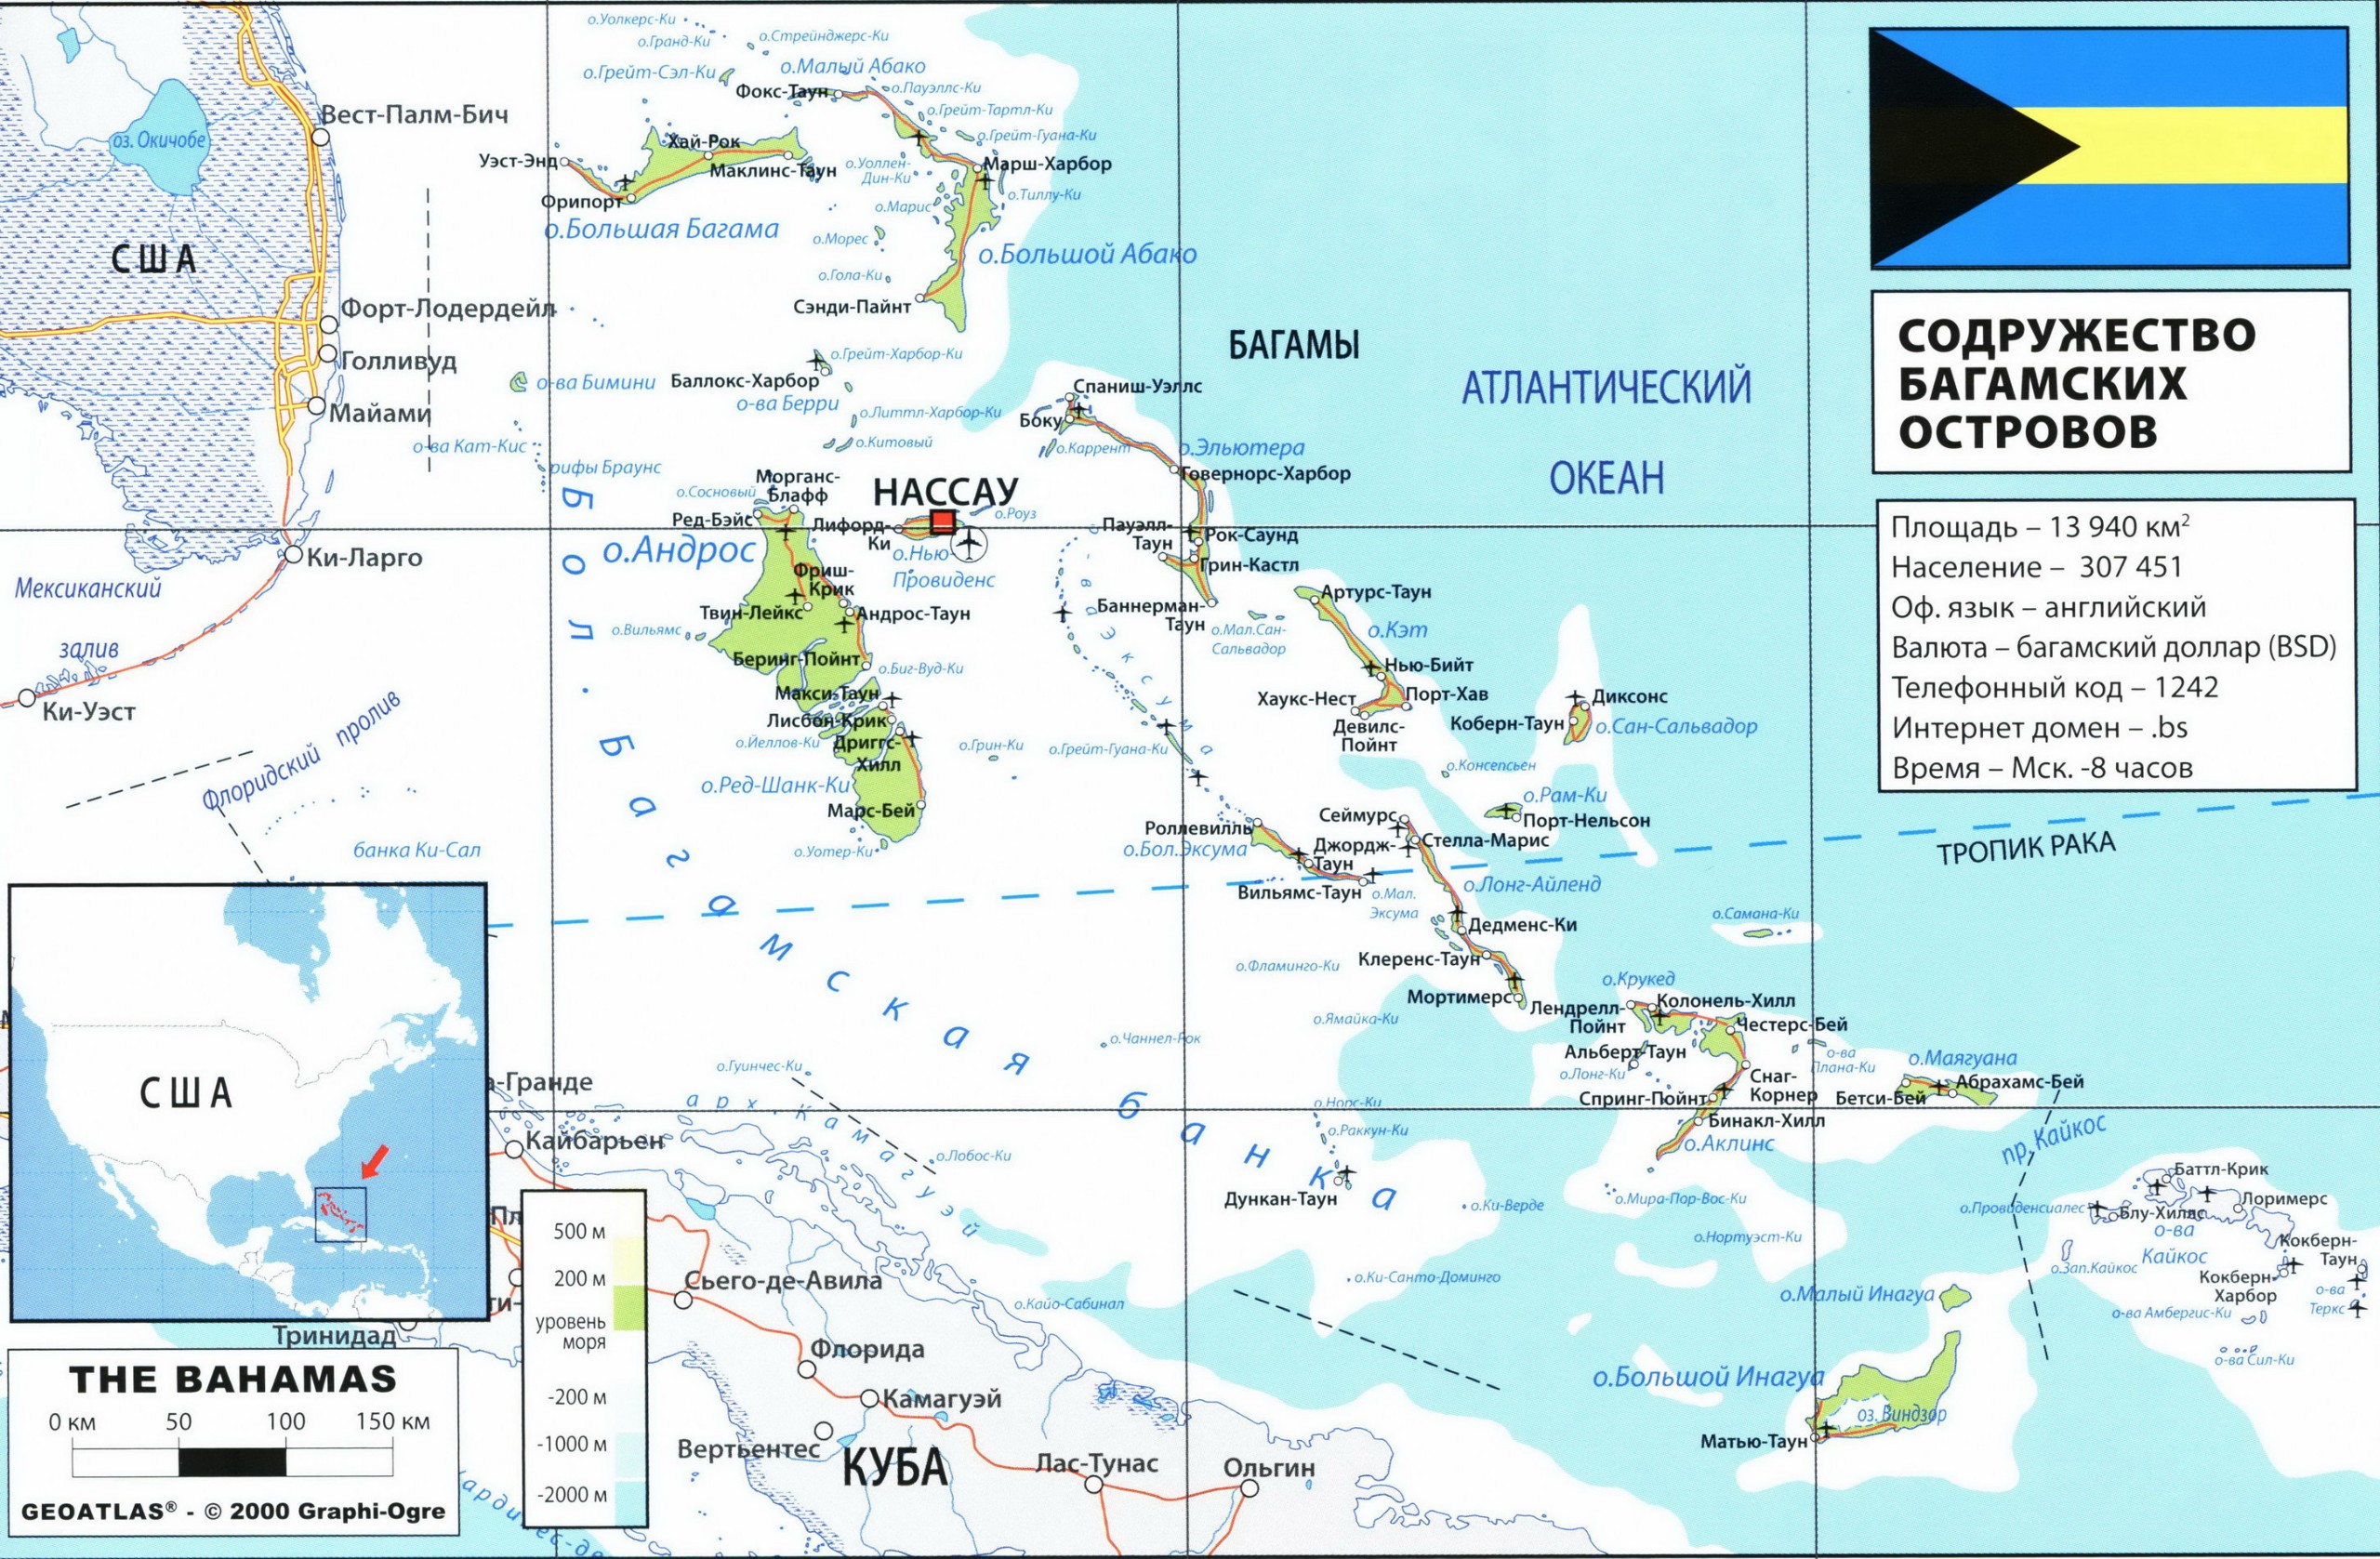 о.Уолкерс-Ки
о.Гранд-Ки
о.Стрейнджерс-Ки
о.Грейт-Сэл-Ки
о.Малый Абако
Фокс-Таун
о.Пауэллс-Ки
о.Грейт-Тартл-Ки
о.Грейт-Гуана-Ки
Вест-Палм-Бич
оз. Окичобе
Уэст-Энд
Хай-Рок
Маклинс-Таун
о.Уоллен-
Дин-Ки
Марш-Харбор
о.Тиллу-Ки
Фрипорт
о.Марис
о.Большая Багама
о.Морес
о.Большой Абако
США
о.Гола-Ки
Сэнди-Пайнт
Форт-Лодердейл
Голливуд
Майами
о.Грейт-Харбор-Ки
о-ва Бимини
Баллокс-Харбор
о-ва Берри
о.Литтл-Харбор-Ки
о.Китовый
о-ва Кат-Кис
рифы Браунс
БАГАМЫ
АТЛАНТИЧЕСКИЙ
ОКЕАН
Спаниш-Уэллс
Боку
о.Каррент
о.Эльютера
Говернорс-Харбор
СОДРУЖЕСТВО
БАГАМСКИХ
ОСТРОВОВ
Площадь – 13 940 км²
Население – 307 451
Оф. язык – английский
Валюта – багамский доллар (BSD)
Телефонный код – 1242
Интернет домен – .bs
Время – Мск. -8 часов
Морганс-
Блафф
о.Сосновый
НАССАУ
Ред-Бэйс
Лифорд-
Ки
о.Роуз
о.Андрос
о.Нью-
Провиденс
Пауэлл-
Таун
Рок-Саунд
Грин-Кастл
Баннерман-
Таун
Ки-Ларго
Мексиканский
залив
Ки-Уэст
Фриш-
Крик
Твин-Лейкс
Андрос-Таун
о.Вильямс
Беринг-Пойнт
о.Биг-Вуд-Ки
Макси-Таун
Лисбон-Крик
о.Йеллов-Ки
Дриггс-
Хилл
о.Ред-Шанк-Ки
Марс-Бей
о.Уотер-Ки
о.Грин-Ки
о.Грейт-Гуана-Ки
о-ва Эксума
о.Мал.Сан-
Сальвадор
Артурс-Таун
о.Кэт
Нью-Бийт
Хаукс-Нест
Порт-Хав
Девилс-
Пойнт
Диксонс
Коберн-Таун
о.Сан-Сальвадор
о.Консепсьен
о.Рам-Ки
Порт-Нельсон
Флоридский пролив
банка Ки-Сал
Роллевилль
о.Бол.Эксума
Джордж-
Таун
Вильямс-Таун
о.Мал.
Эксума
Сеймурс
Стелла-Марис
о.Лонг-Айленд
ТРОПИК РАКА
Дедменс-Ки
Клеренс-Таун
Мортимерс
о.Самана-Ки
о.Фламинго-Ки
о.Ямайка-Ки
о.Чаннел-Рок
Бол. Багамская банка
о.Крукед
Колонель-Хилл
Лендрелл-
Пойнт
Честерс-Бей
Альберт-Таун
о.Лонг-Ки
Снаг-
Корнер
Спринг-Пойнт
Бинакл-Хилл
о.Аклинс
о-ва
Плана-Ки
о.Маягуана
Абрахамс-Бей
Бетси-Бей
пр. Кайкос
США
а-Гранде
Кайбарьен
о.Гуинчес-Ки
арх. Камагуэй
о.Лобос-Ки
о.Норс-Ки
о.Раккун-Ки
Дункан-Таун
о.Ки-Верде
о.Мира-Пор-Вос-Ки
о.Нортуэст-Ки
о.Ки-Санто-Доминго
о.Кайо-Сабинал
Баттл-Крик
Лоримерс
о.Провиденсиалес
Блу-Хиллс
о-ва
Кайкос
о.Зап.Кайкос
Кокберн-
Таун
Кокберн-
Харбор
о-ва
Теркс
о-ва Амбергис-Ки
о-ва Сил-Ки
о.Малый Инагуа
о.Большой Инагуа
оз. Виндзор
Матью-Таун
Пл
ти-
Тринидад
500 м
200 м
уровень
моря
-200 м
-1000 м
-2000 м
Сьего-де-Авила
Флорида
Камагуэй
Вертьентес
КУБА
Лас-Тунас
Ольгин
THE BAHAMAS
0 км 50 100 150 км
GEOATLAS® - © 2000 Graphi-Ogre